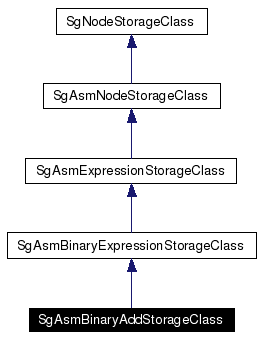 SgNodeStorageClass
SgAsmNodeStorageClass
SgAsmExpressionStorageClass
SgAsmBinaryExpressionStorageClass
SgAsmBinaryAddStorageClass